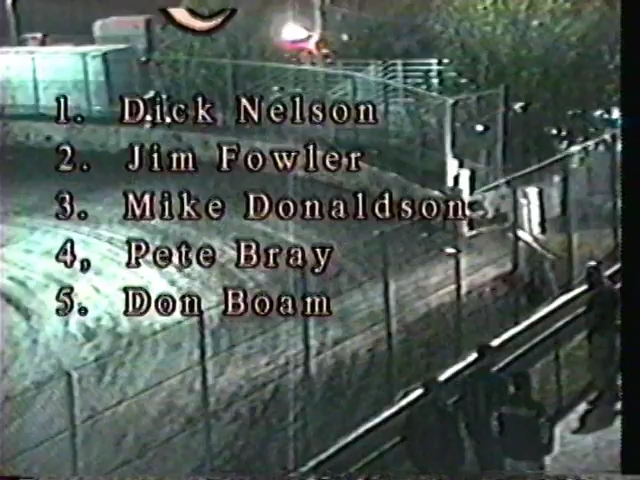 1. Dick Nelson
2. Jim Fowler
3. Mike Donaldson
4, Pete Bray
5. Don Boam